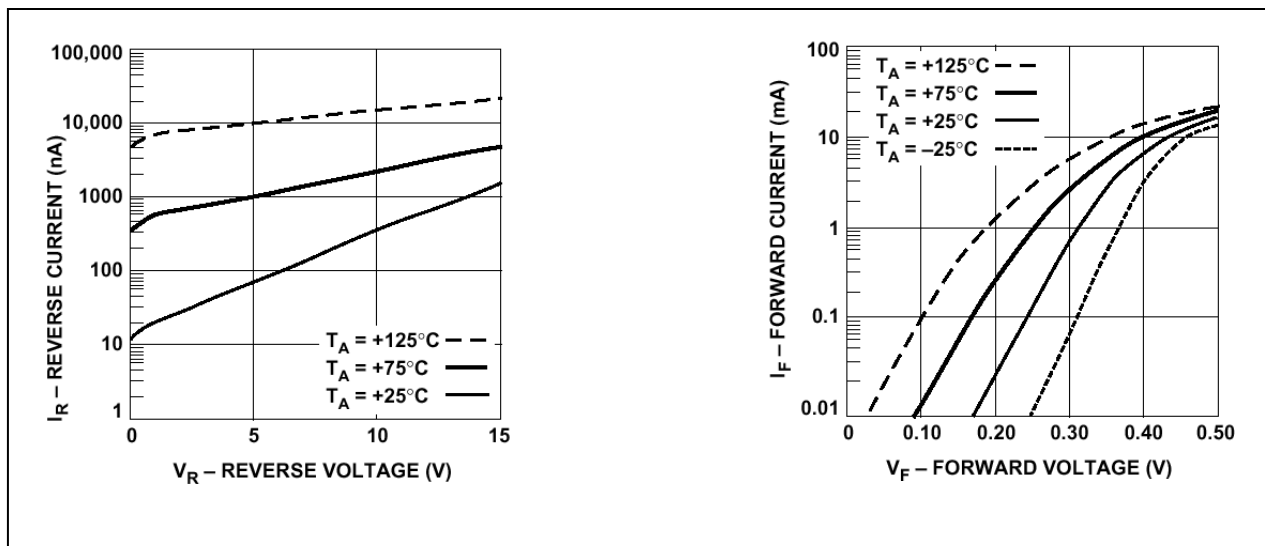 100,000
10,000
1000
100
10
1
I_R – REVERSE CURRENT (nA)
T_A = +125°C
T_A = +75°C
T_A = +25°C
0
5
10
15
V_R – REVERSE VOLTAGE (V)
100
10
1
0.1
0.01
I_F – FORWARD CURRENT (mA)
T_A = +125°C
T_A = +75°C
T_A = +25°C
T_A = –25°C
0
0.10
0.20
0.30
0.40
0.50
V_F – FORWARD VOLTAGE (V)